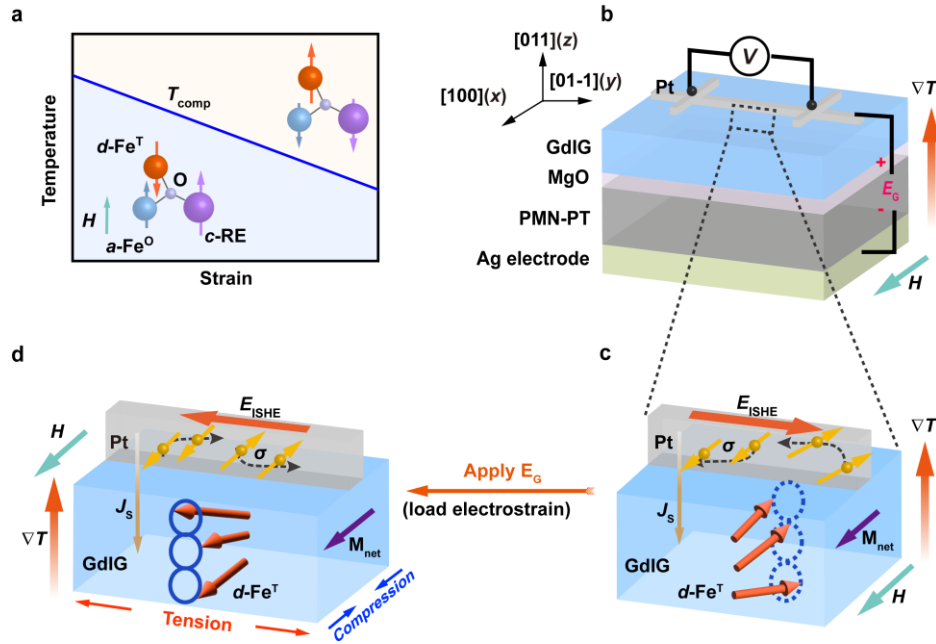 a
Temperature
T_comp
d-Fe^T
O
H
a-Fe^O
c-RE
Strain
[011](z)
[01-1](y)
[100](x)
b
V
Pt
∇T
GdIG
MgO
+
E_G
-
PMN-PT
Ag electrode
H
d
E_ISHE
H
Pt
σ
J_S
∇T
M_net
GdIG
d-Fe^T
Tension
Compression
Apply E_G
(load electrostrain)
c
E_ISHE
∇T
Pt
σ
J_S
M_net
GdIG
d-Fe^T
H